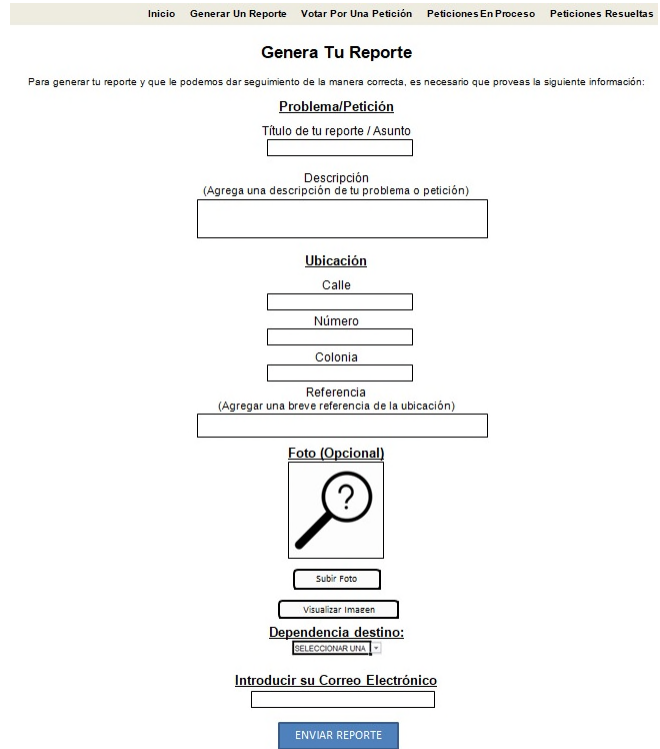 Inicio Generar Un Reporte Votar Por Una Petición Peticiones En Proceso Peticiones Resueltas
Genera Tu Reporte
Para generar tu reporte y que le podemos dar seguimiento de la manera correcta, es necesario que proveas la siguiente información:
Problema/Petición
Título de tu reporte / Asunto
Descripción
(Agrega una descripción de tu problema o petición)
Ubicación
Calle
Número
Colonia
Referencia
(Agregar una breve referencia de la ubicación)
Foto (Opcional)
?
Subir Foto
Visualizar Imagen
Dependencia destino:
SELECCIONAR UNA
Introducir su Correo Electrónico
ENVIAR REPORTE